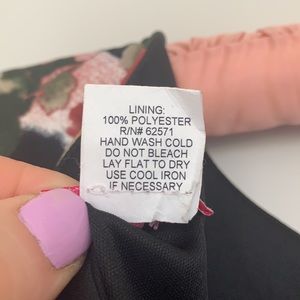 LINING:
100% POLYESTER
R/N# 62571
HAND WASH COLD
DO NOT BLEACH
LAY FLAT TO DRY
USE COOL IRON
IF NECESSARY